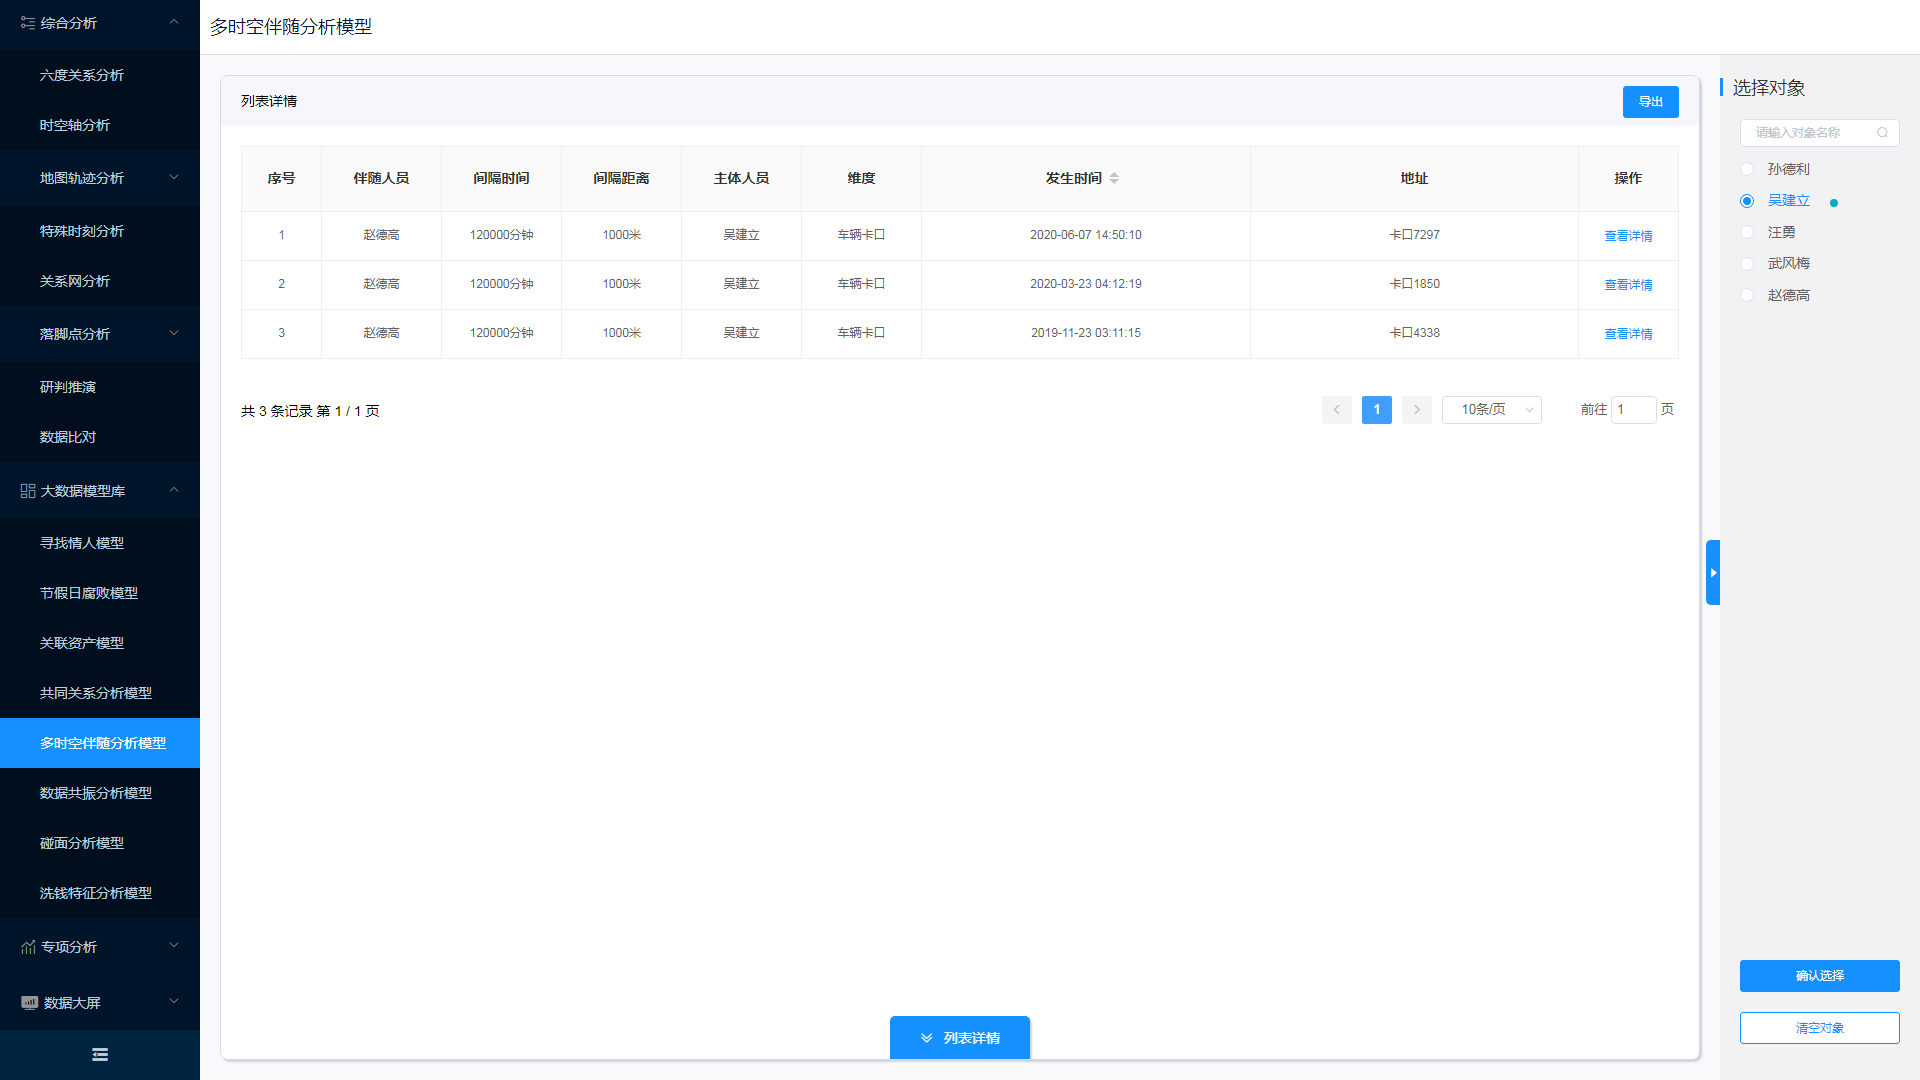 综合分析
六度关系分析
时空轴分析
地图轨迹分析
特殊时刻分析
关系网分析
落脚点分析
研判推演
数据比对
大数据模型库
寻找情人模型
节假日腐败模型
关联资产模型
共同关系分析模型
多时空伴随分析模型
数据共振分析模型
碰面分析模型
洗钱特征分析模型
专项分析
数据大屏
多时空伴随分析模型
列表详情 导出
序号 伴随人员 间隔时间 间隔距离 主体人员 维度 发生时间 地址 操作
1 赵德高 120000分钟 1000米 吴建立 车辆卡口 2020-06-07 14:50:10 卡口7297 查看详情
2 赵德高 120000分钟 1000米 吴建立 车辆卡口 2020-03-23 04:12:19 卡口1850 查看详情
3 赵德高 120000分钟 1000米 吴建立 车辆卡口 2019-11-23 03:11:15 卡口4338 查看详情
共 3 条记录 第 1 / 1 页 1 10条/页 前往 1 页
列表详情
选择对象
请输入对象名称
孙德利
吴建立
汪勇
武风梅
赵德高
确认选择
清空对象